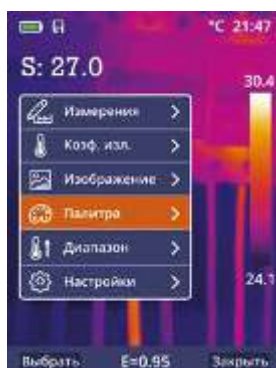 °C 21:47
S: 27.0
30.4
Измерения
Коэф. изл.
Изображение
Палитра
Диапазон
Настройки
24.1
Выбрать E=0.95 Закрыть